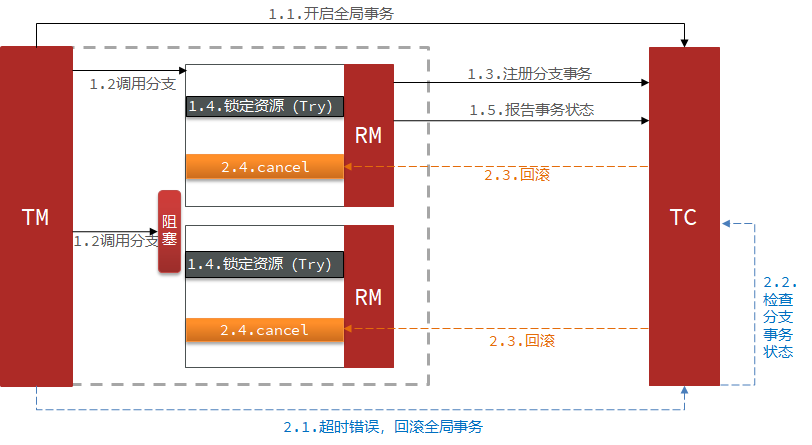 1.1.开启全局事务
TM
1.2调用分支
1.4.锁定资源（Try）
RM
2.4.cancel
1.3.注册分支事务
1.5.报告事务状态
2.3.回滚
TC
1.2调用分支
阻
塞
1.4.锁定资源（Try）
RM
2.4.cancel
2.3.回滚
2.2.
检查
分支
事务
状态
2.1.超时错误，回滚全局事务